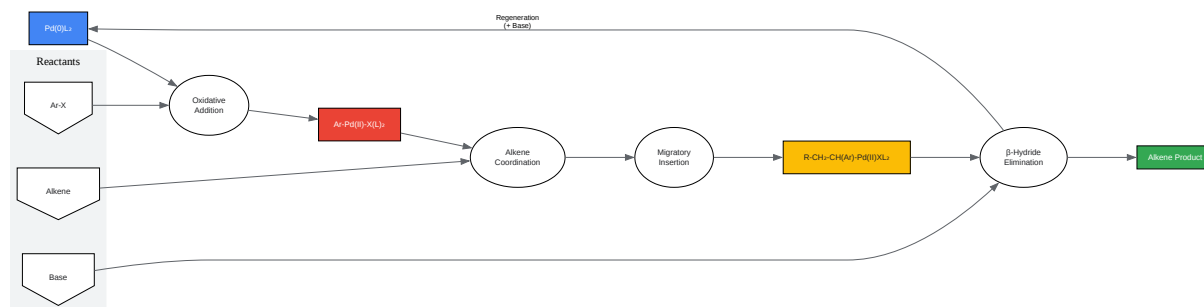 Regeneration
(+ Base)
Pd(0)L₂
Reactants
Ar-X
Oxidative
Addition
Ar-Pd(II)-X(L)₂
Alkene
Alkene
Coordination
Migratory
Insertion
R-CH₂-CH(Ar)-Pd(II)XL₂
β-Hydride
Elimination
Alkene Product
Base